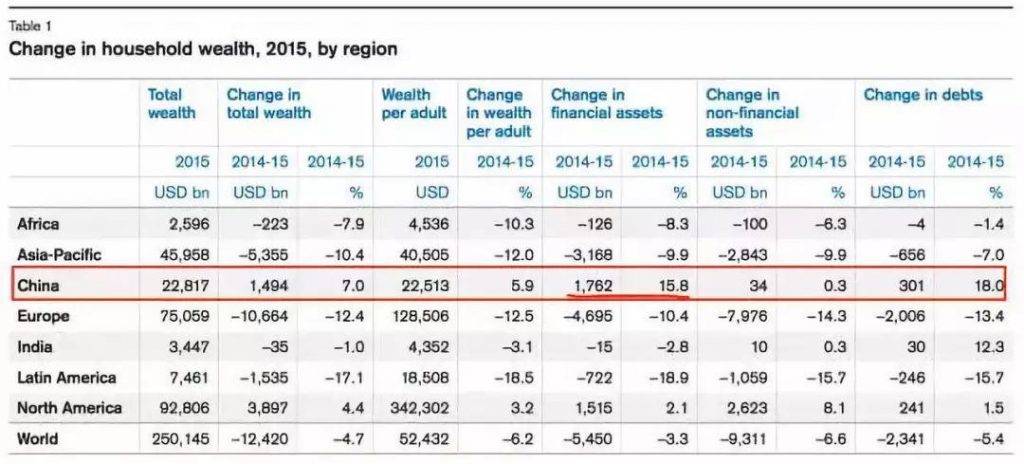 Table 1
Change in household wealth, 2015, by region
Total wealth Change in total wealth Wealth per adult Change in wealth per adult Change in financial assets Change in non-financial assets Change in debts
2015 2014-15 2014-15 2015 2014-15 2014-15 2014-15 2014-15 2014-15 2014-15 2014-15
USD bn USD bn % USD % USD bn % USD bn % USD bn %
Africa 2,596 –223 –7.9 4,536 –10.3 –126 –8.3 –100 –6.3 –4 –1.4
Asia-Pacific 45,958 –5,355 –10.4 40,505 –12.0 –3,168 –9.9 –2,843 –9.9 –656 –7.0
China 22,817 1,494 7.0 22,513 5.9 1,762 15.8 34 0.3 301 18.0
Europe 75,059 –10,664 –12.4 128,506 –12.5 –4,695 –10.4 –7,976 –14.3 –2,006 –13.4
India 3,447 –35 –1.0 4,352 –3.1 –15 –2.8 10 0.3 30 12.3
Latin America 7,461 –1,535 –17.1 18,508 –18.5 –722 –18.9 –1,059 –15.7 –246 –15.7
North America 92,806 3,897 4.4 342,302 3.2 1,515 2.1 2,623 8.1 241 1.5
World 250,145 –12,420 –4.7 52,432 –6.2 –5,450 –3.3 –9,311 –6.6 –2,341 –5.4